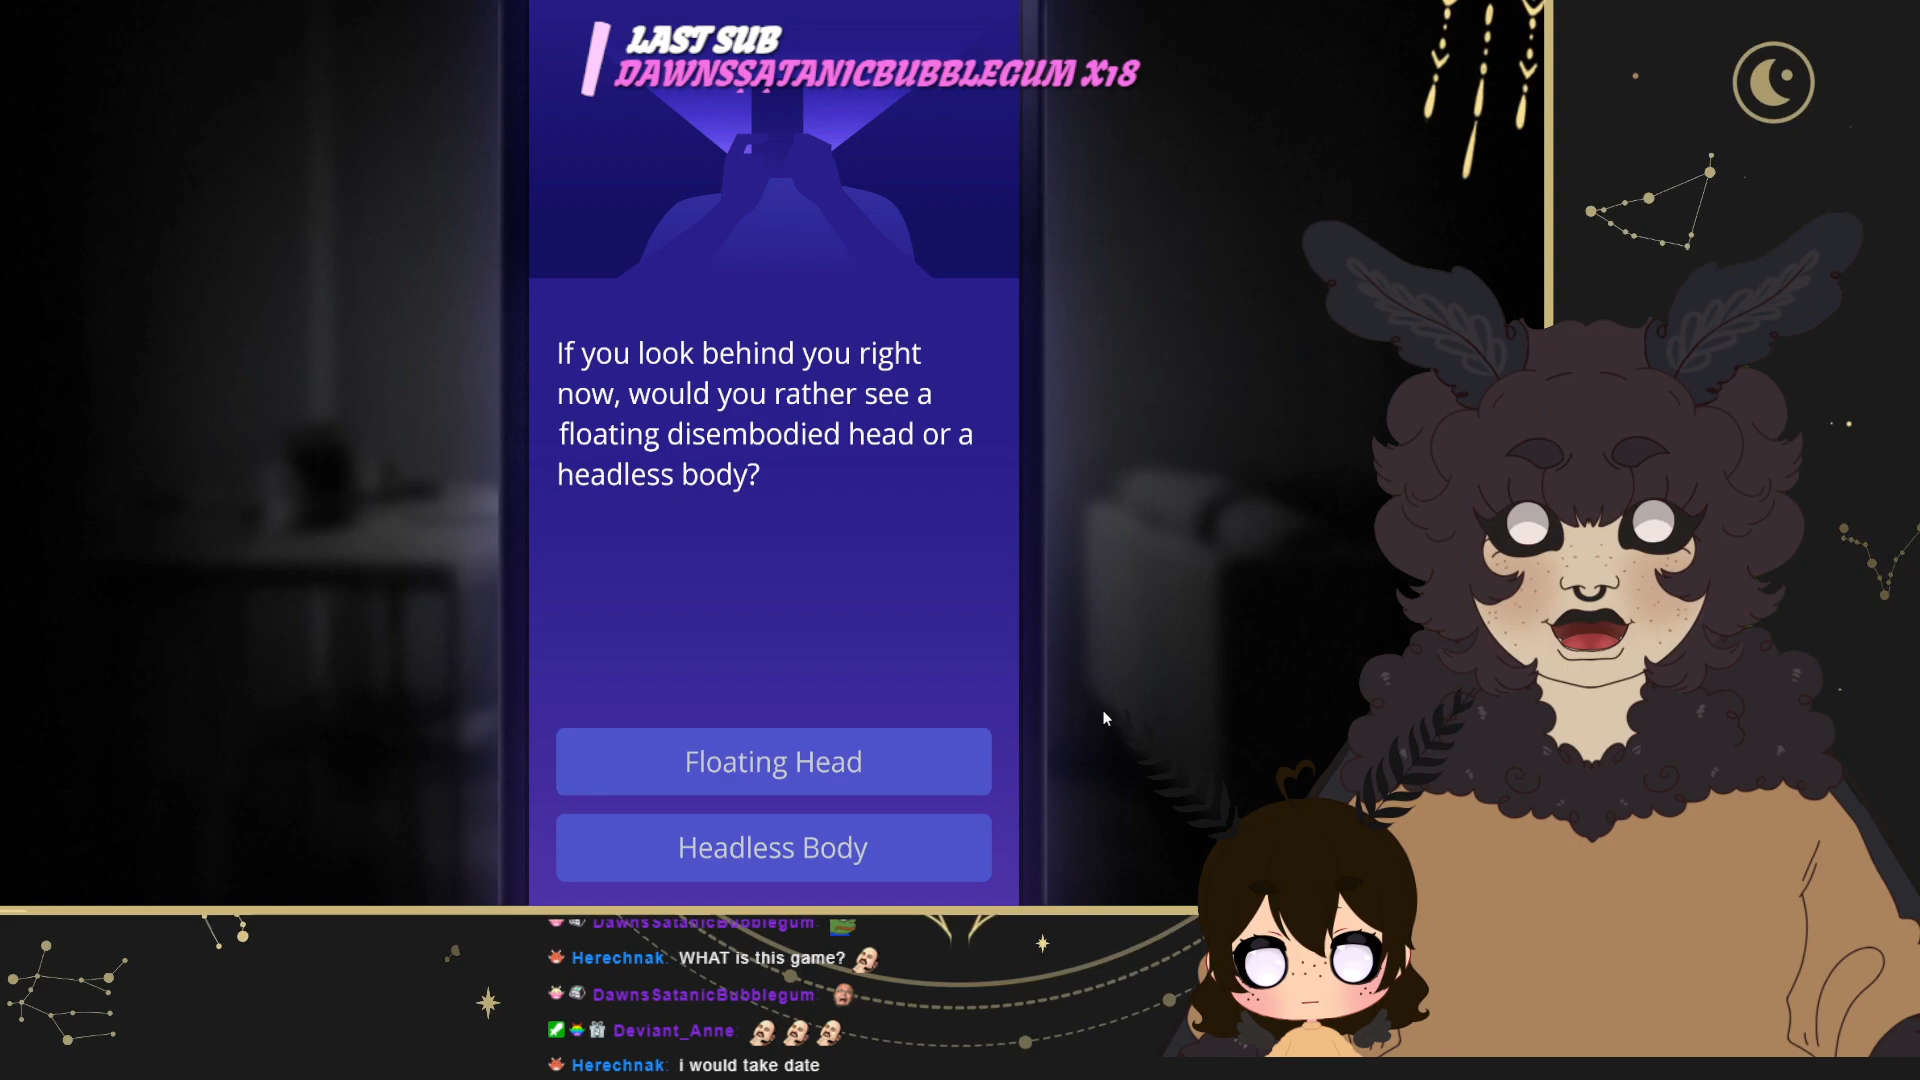 LAST SUB
DAWNSSATANICBUBBLEGUM X18
If you look behind you right
now, would you rather see a
floating disembodied head or a
headless body?
Floating Head
Headless Body
DawnsSatanicBubblegum:
Herechnak: WHAT is this game?
DawnsSatanicBubblegum:
Deviant_Anne:
Herechnak: i would take date